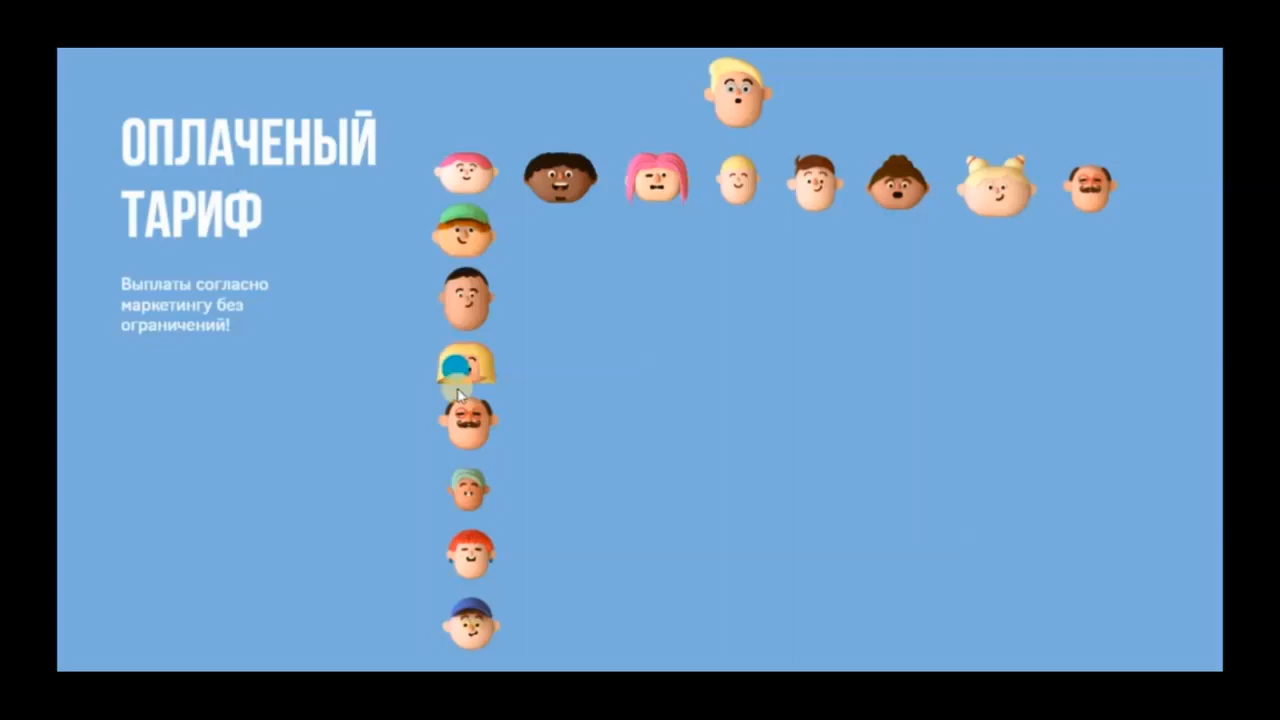 ОПЛАЧЕНЫЙ
ТАРИФ
Выплаты согласно
маркетингу без
ограничений!